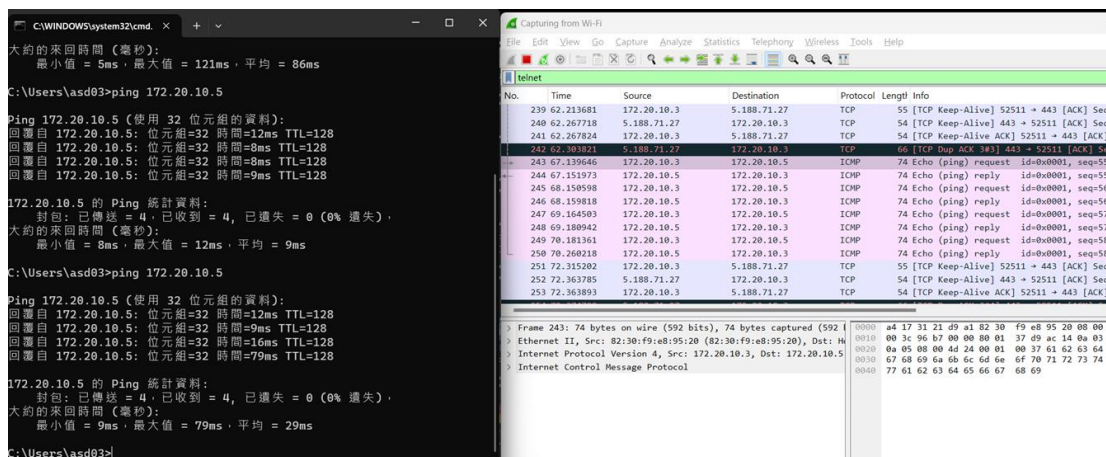 C:\WINDOWS\system32\cmd.
大約的來回時間 (毫秒):
最小值 = 5ms，最大值 = 121ms，平均 = 86ms
C:\Users\asd03>ping 172.20.10.5
Ping 172.20.10.5 (使用 32 位元組的資料):
回覆自 172.20.10.5: 位元組=32 時間=12ms TTL=128
回覆自 172.20.10.5: 位元組=32 時間=8ms TTL=128
回覆自 172.20.10.5: 位元組=32 時間=8ms TTL=128
回覆自 172.20.10.5: 位元組=32 時間=9ms TTL=128
172.20.10.5 的 Ping 統計資料:
封包: 已傳送 = 4，已收到 = 4, 已遺失 = 0 (0% 遺失)，
大約的來回時間 (毫秒):
最小值 = 8ms，最大值 = 12ms，平均 = 9ms
C:\Users\asd03>ping 172.20.10.5
Ping 172.20.10.5 (使用 32 位元組的資料):
回覆自 172.20.10.5: 位元組=32 時間=12ms TTL=128
回覆自 172.20.10.5: 位元組=32 時間=9ms TTL=128
回覆自 172.20.10.5: 位元組=32 時間=16ms TTL=128
回覆自 172.20.10.5: 位元組=32 時間=79ms TTL=128
172.20.10.5 的 Ping 統計資料:
封包: 已傳送 = 4，已收到 = 4, 已遺失 = 0 (0% 遺失)，
大約的來回時間 (毫秒):
最小值 = 9ms，最大值 = 79ms，平均 = 29ms
C:\Users\asd03>
Capturing from Wi-Fi
File Edit View Go Capture Analyze Statistics Telephony Wireless Tools Help
telnet
No. Time Source Destination Protocol Length Info
239 62.213681 172.20.10.3 5.188.71.27 TCP 55 [TCP Keep-Alive] 52511 → 443 [ACK] Sec
240 62.267718 5.188.71.27 172.20.10.3 TCP 54 [TCP Keep-Alive ACK] 443 → 52511
241 62.267824 172.20.10.3 5.188.71.27 TCP 54 [TCP Keep-Alive ACK] 52511 → 443
242 62.303821 5.188.71.27 172.20.10.3 TCP 66 [TCP Dup ACK 3#3] 443 → 52511 [ACK] S
243 67.139646 172.20.10.3 172.20.10.5 ICMP 74 Echo (ping) request id=0x0001, seq=55
244 67.151973 172.20.10.5 172.20.10.3 ICMP 74 Echo (ping) reply id=0x0001, seq=55
245 68.150598 172.20.10.3 172.20.10.5 ICMP 74 Echo (ping) request id=0x0001, seq=56
246 68.159818 172.20.10.5 172.20.10.3 ICMP 74 Echo (ping) reply id=0x0001, seq=56
247 69.164503 172.20.10.3 172.20.10.5 ICMP 74 Echo (ping) request id=0x0001, seq=57
248 69.180942 172.20.10.5 172.20.10.3 ICMP 74 Echo (ping) reply id=0x0001, seq=57
249 70.181361 172.20.10.3 172.20.10.5 ICMP 74 Echo (ping) request id=0x0001, seq=58
250 70.260218 172.20.10.5 172.20.10.3 ICMP 74 Echo (ping) reply id=0x0001, seq=58
251 72.315202 172.20.10.3 5.188.71.27 TCP 55 [TCP Keep-Alive] 52511 → 443 [ACK] Sec
252 72.363785 5.188.71.27 172.20.10.3 TCP 54 [TCP Keep-Alive]
253 72.363893 172.20.10.3 5.188.71.27 TCP 54 [TCP Keep-Alive ACK] 52511 → 443
Frame 243: 74 bytes on wire (592 bits), 74 bytes captured (592
Ethernet II, Src: 82:30:f9:e8:95:20 (82:30:f9:e8:95:20), Dst:
Internet Protocol Version 4, Src: 172.20.10.3, Dst: 172.20.10.5
Internet Control Message Protocol
0000 a4 17 31 21 d9 a1 82 30 f9 e8 95 20 08 00
0010 00 3c 96 b7 00 00 80 01 37 d9 ac 14 0a 03
0020 0a 05 08 00 4d 24 00 01 00 37 61 62 63 64
0030 67 68 69 6a 6b 6c 6d 6e 6f 70 71 72 73 74
0040 77 61 62 63 64 65 66 67 68 69